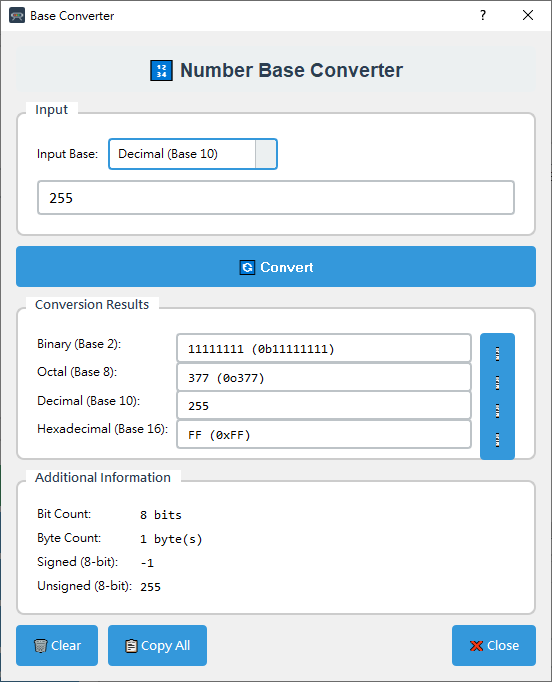 Base Converter
?
Number Base Converter
Input
Input Base: Decimal (Base 10)
255
Convert
Conversion Results
Binary (Base 2): 11111111 (0b11111111)
Octal (Base 8): 377 (0o377)
Decimal (Base 10): 255
Hexadecimal (Base 16): FF (0xFF)
Additional Information
Bit Count: 8 bits
Byte Count: 1 byte(s)
Signed (8-bit): -1
Unsigned (8-bit): 255
Clear Copy All Close